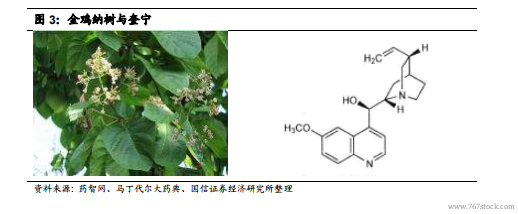 图 3：金鸡纳树与奎宁
H₂C
H
N
HO
H
H₃CO
N
资料来源：药智网、马丁代尔大药典、国信证券经济研究所整理
www.767stock.com